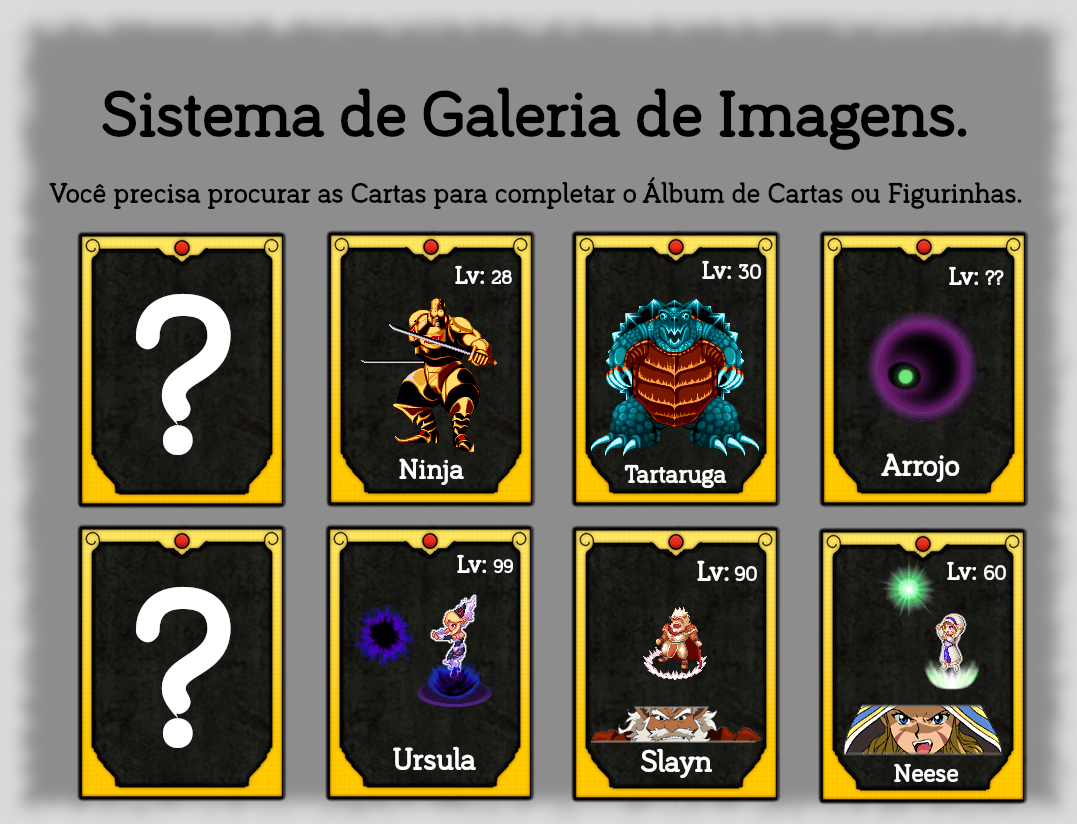 Sistema de Galeria de Imagens.
Você precisa procurar as Cartas para completar o Álbum de Cartas ou Figurinhas.
?
Lv: 28
Ninja
Lv: 30
Tartaruga
Lv: ??
Arrojo
?
Lv: 99
Ursula
Lv: 90
Slayn
Lv: 60
Neese